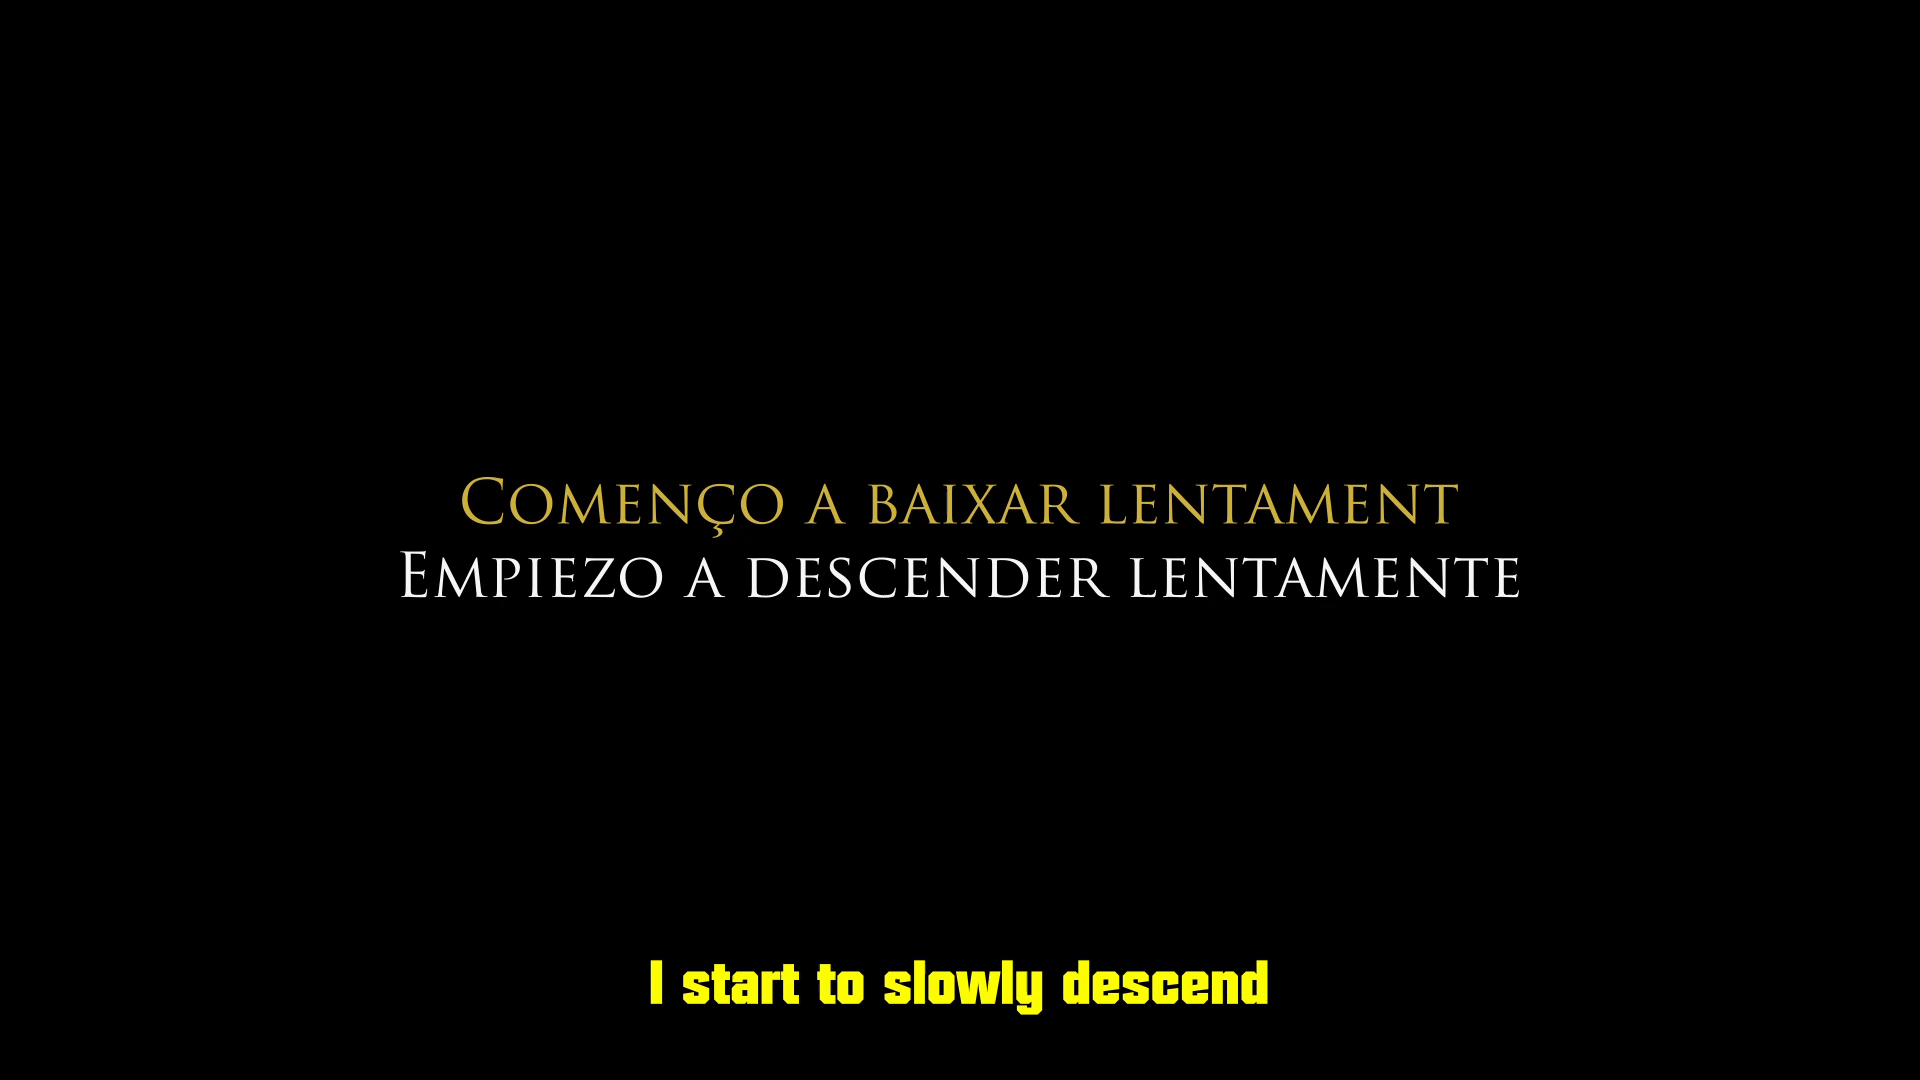 Començo a baixar lentament
Empiezo a descender lentamente
I start to slowly descend